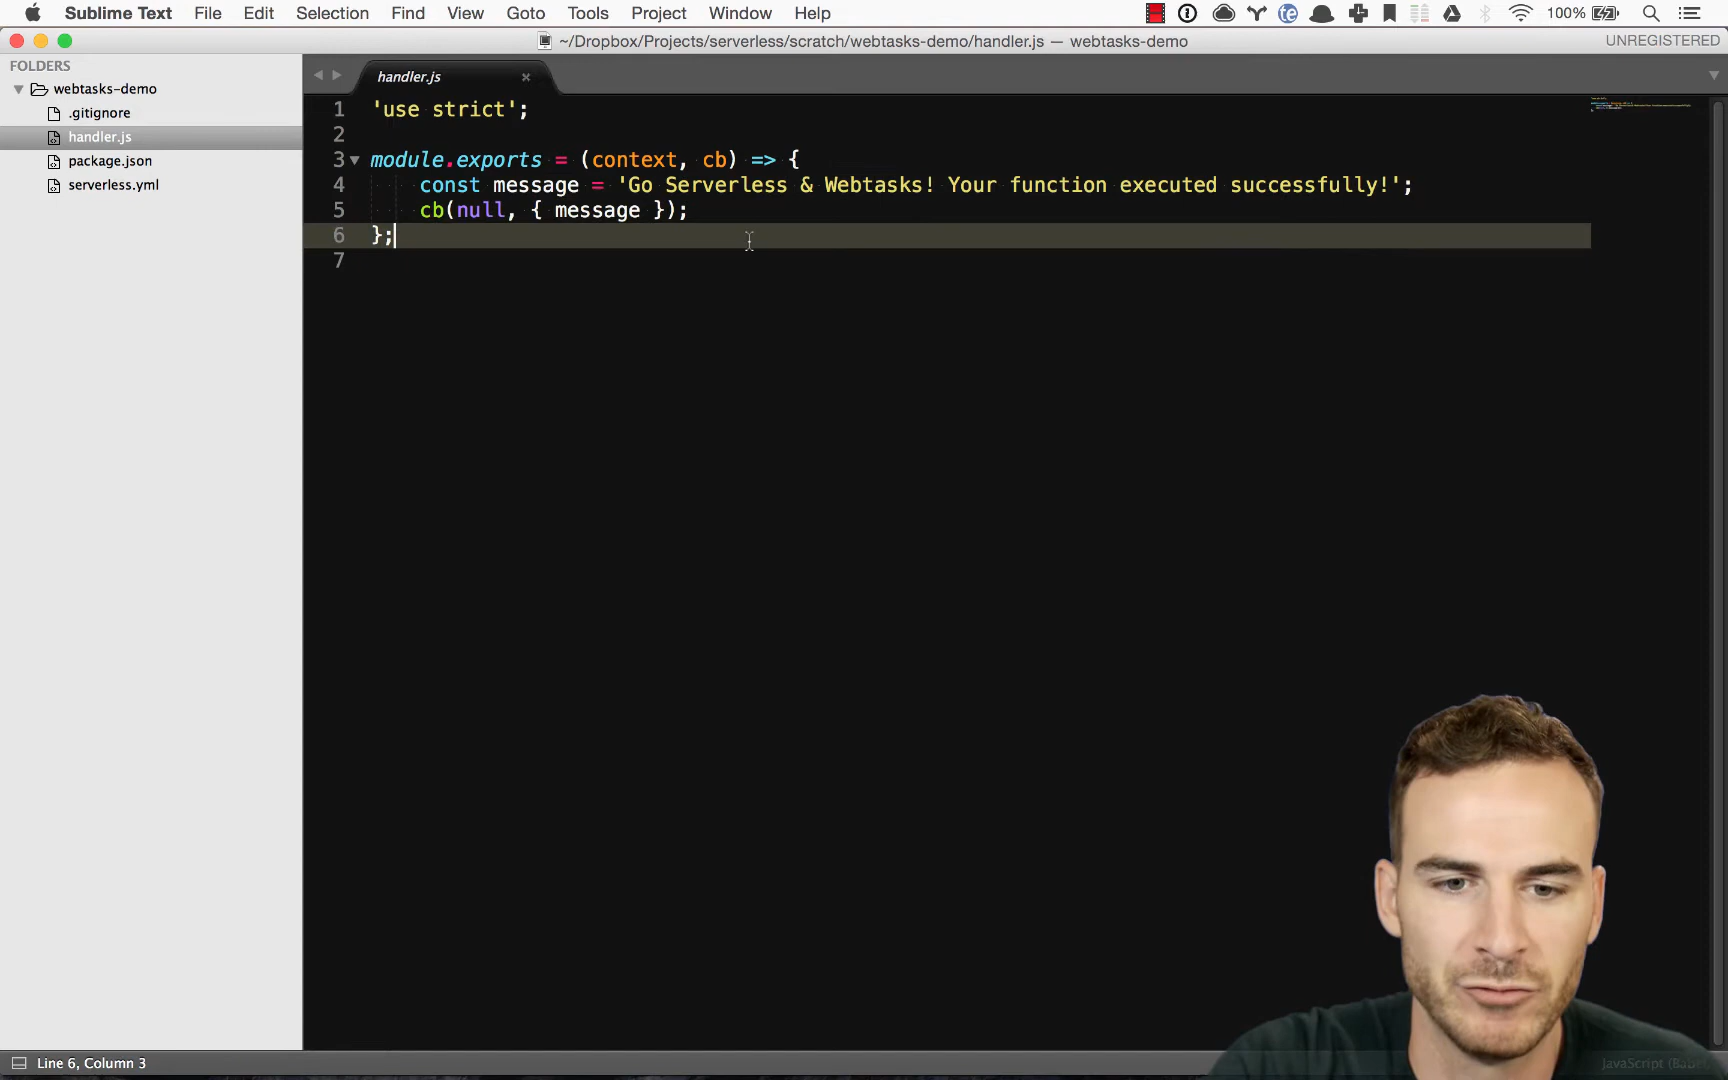 Sublime Text File Edit Selection Find View Goto Tools Project Window Help 100%
~/Dropbox/Projects/serverless/scratch/webtasks-demo/handler.js — webtasks-demo UNREGISTERED
FOLDERS
webtasks-demo
.gitignore
handler.js
package.json
serverless.yml
handler.js
1 'use strict';
2
3 module.exports = (context, cb) => {
4 const message = 'Go Serverless & Webtasks! Your function executed successfully!';
5 cb(null, { message });
6 };
7
Line 6, Column 3